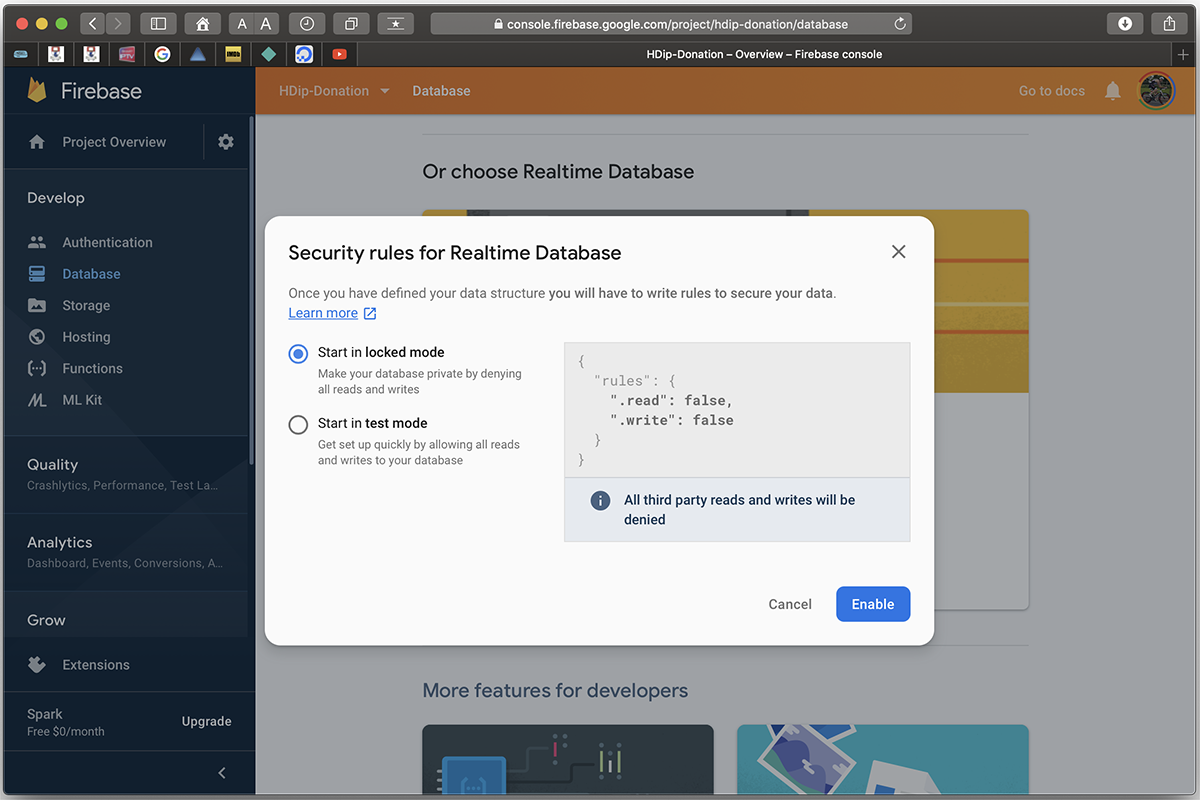 A A
console.firebase.google.com/project/hdip-donation/database
IMDb
HDip-Donation – Overview – Firebase console
Firebase
HDip-Donation
Database
Go to docs
Project Overview
Develop
Authentication
Database
Storage
Hosting
Functions
ML Kit
Quality
Crashlytics, Performance, Test La...
Analytics
Dashboard, Events, Conversions, A...
Grow
Extensions
Spark
Free $0/month
Upgrade
Or choose Realtime Database
Security rules for Realtime Database
Once you have defined your data structure you will have to write rules to secure your data.
Learn more
Start in locked mode
Make your database private by denying
all reads and writes
Start in test mode
Get set up quickly by allowing all reads
and writes to your database
{
"rules": {
".read": false,
".write": false
}
}
All third party reads and writes will be
denied
Cancel
Enable
More features for developers